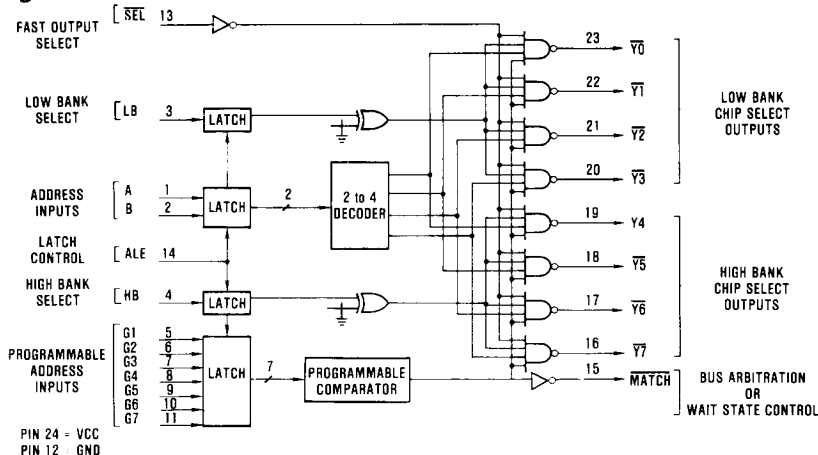 FAST OUTPUT SELECT
SEL 13
LOW BANK SELECT
LB 3
LATCH
ADDRESS INPUTS
A 1
B 2
LATCH
2
2 to 4 DECODER
LATCH CONTROL
ALE 14
HIGH BANK SELECT
HB 4
LATCH
PROGRAMMABLE ADDRESS INPUTS
G1 5
G2 6
G3 7
G4 8
G5 9
G6 10
G7 11
LATCH
7
PROGRAMMABLE COMPARATOR
23 Y0
22 Y1
21 Y2
20 Y3
LOW BANK CHIP SELECT OUTPUTS
19 Y4
18 Y5
17 Y6
16 Y7
HIGH BANK CHIP SELECT OUTPUTS
15 MATCH
BUS ARBITRATION OR WAIT STATE CONTROL
PIN 24 = VCC
PIN 12 = GND